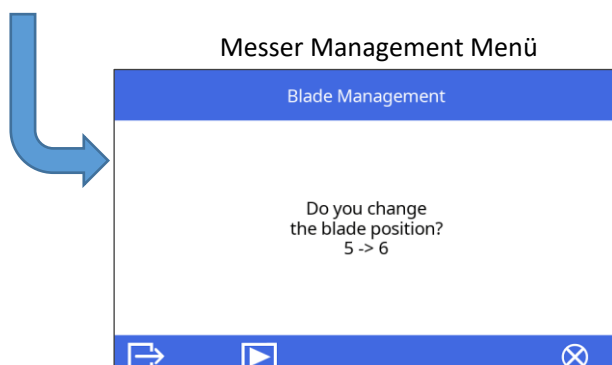 Messer Management Menü
Blade Management
Do you change
the blade position?
5 -> 6